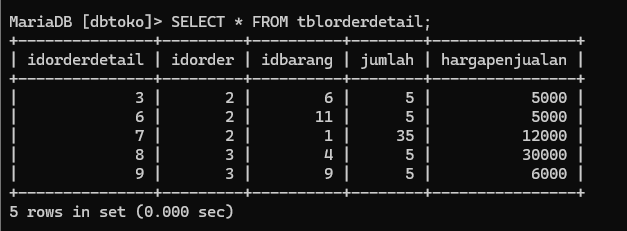 MariaDB [dbtoko]> SELECT * FROM tblorderdetail;
+---------------+---------+----------+--------+----------------+
| idorderdetail | idorder | idbarang | jumlah | hargapenjualan |
+---------------+---------+----------+--------+----------------+
|             3 |       2 |        6 |      5 |           5000 |
|             6 |       2 |       11 |      5 |           5000 |
|             7 |       2 |        1 |     35 |          12000 |
|             8 |       3 |        4 |      5 |          30000 |
|             9 |       3 |        9 |      5 |           6000 |
+---------------+---------+----------+--------+----------------+
5 rows in set (0.000 sec)